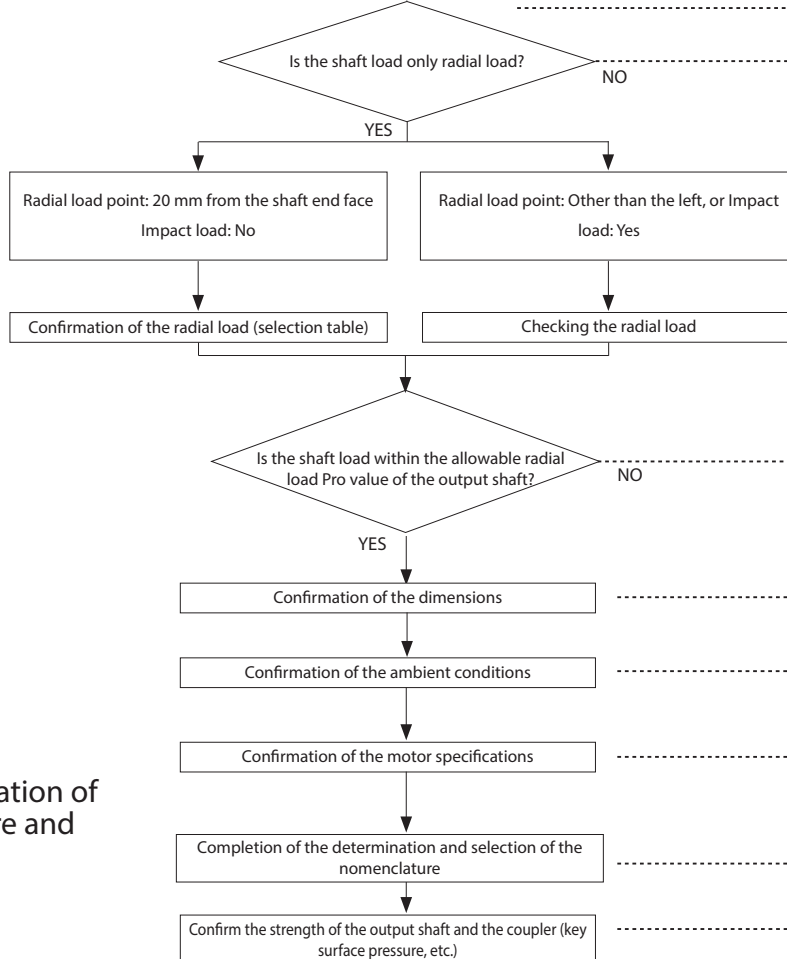 Is the shaft load only radial load?
NO
YES
Radial load point: 20 mm from the shaft end face
Impact load: No
Radial load point: Other than the left, or Impact
load: Yes
Confirmation of the radial load (selection table)
Checking the radial load
Is the shaft load within the allowable radial
load Pro value of the output shaft?
NO
YES
Confirmation of the dimensions
Confirmation of the ambient conditions
Confirmation of the motor specifications
ation of
e and
Completion of the determination and selection of the
nomenclature
Confirm the strength of the output shaft and the coupler (key
surface pressure, etc.)